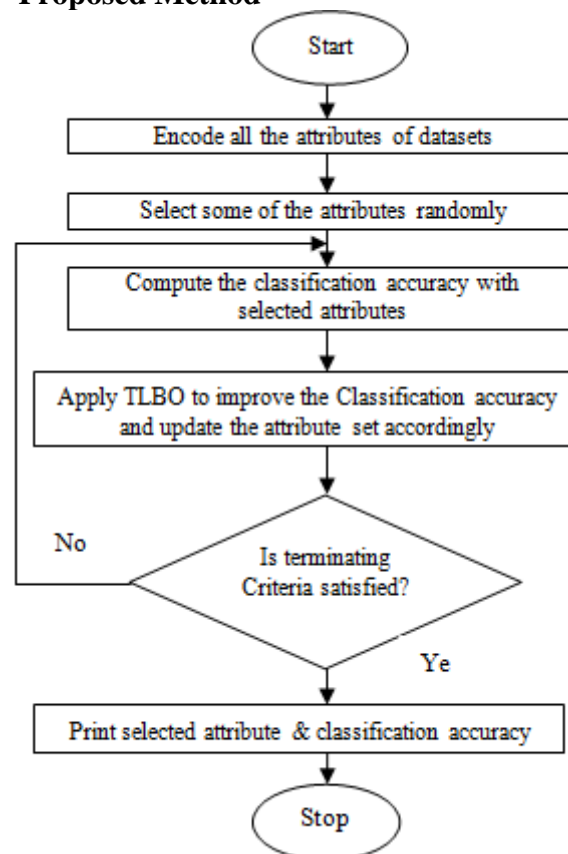 Proposed Method
Start
Encode all the attributes of datasets
Select some of the attributes randomly
Compute the classification accuracy with
selected attributes
Apply TLBO to improve the Classification accuracy
and update the attribute set accordingly
No
Is terminating
Criteria satisfied?
Ye
Print selected attribute & classification accuracy
Stop